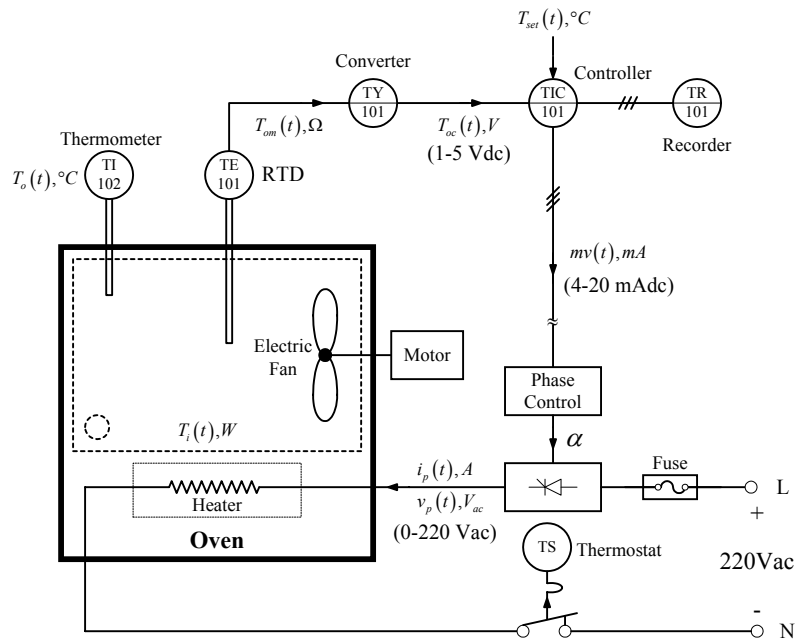 T_set(t), °C
Converter
Controller
TY
101
TIC
101
TR
101
T_om(t), Ω
T_oc(t), V
(1-5 Vdc)
Recorder
Thermometer
TI
102
TE
101
RTD
T_o(t), °C
mv(t), mA
(4-20 mAdc)
≈
Electric
Fan
Motor
Phase
Control
T_i(t), W
α
i_p(t), A
v_p(t), V_ac
(0-220 Vac)
Fuse
L
+
Heater
Oven
TS
Thermostat
220Vac
-
N